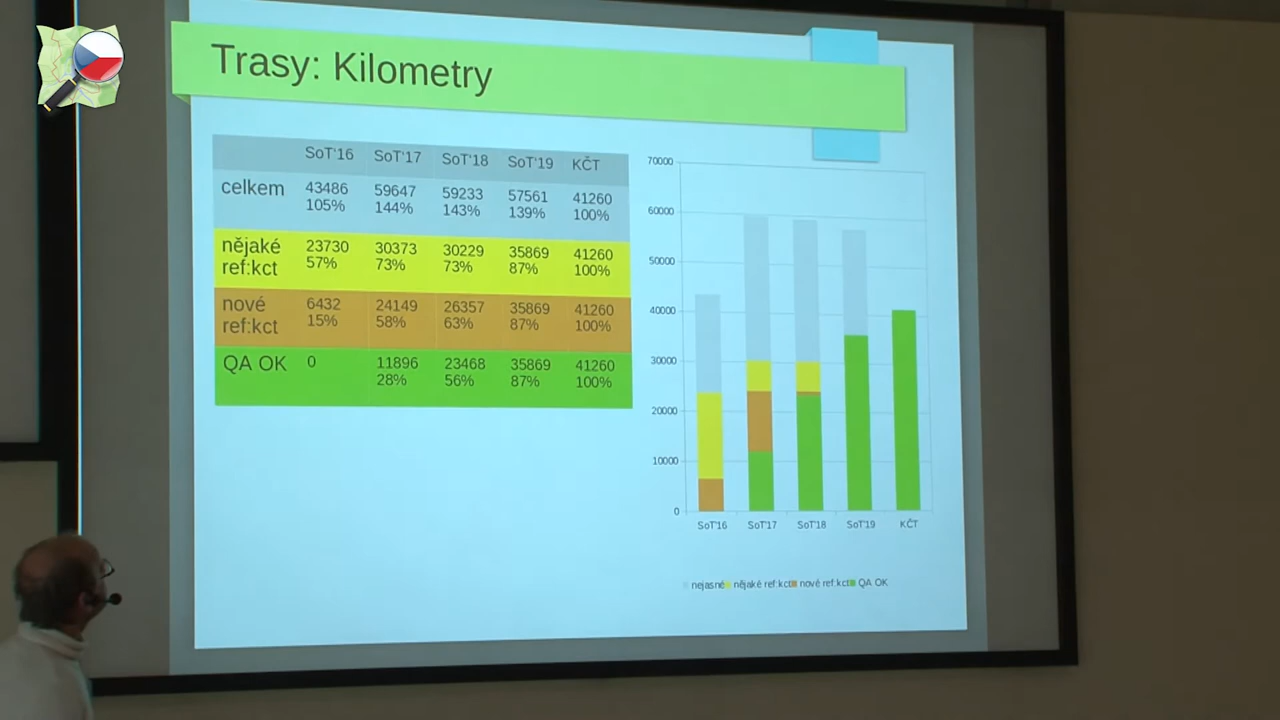 Trasy: Kilometry
SoT'16 SoT'17 SoT'18 SoT'19 KČT
celkem 43486 59647 59233 57561 41260
105% 144% 143% 139% 100%
nějaké 23730 30373 30229 35869 41260
ref:kct 57% 73% 73% 87% 100%
nové 6432 24149 26357 35869 41260
ref:kct 15% 58% 63% 87% 100%
QA OK 0 11896 23468 35869 41260
28% 56% 87% 100%
70000
60000
50000
40000
30000
20000
10000
0
SoT'16 SoT'17 SoT'18 SoT'19 KČT
nejasné nějaké ref:kct nové ref:kct QA OK